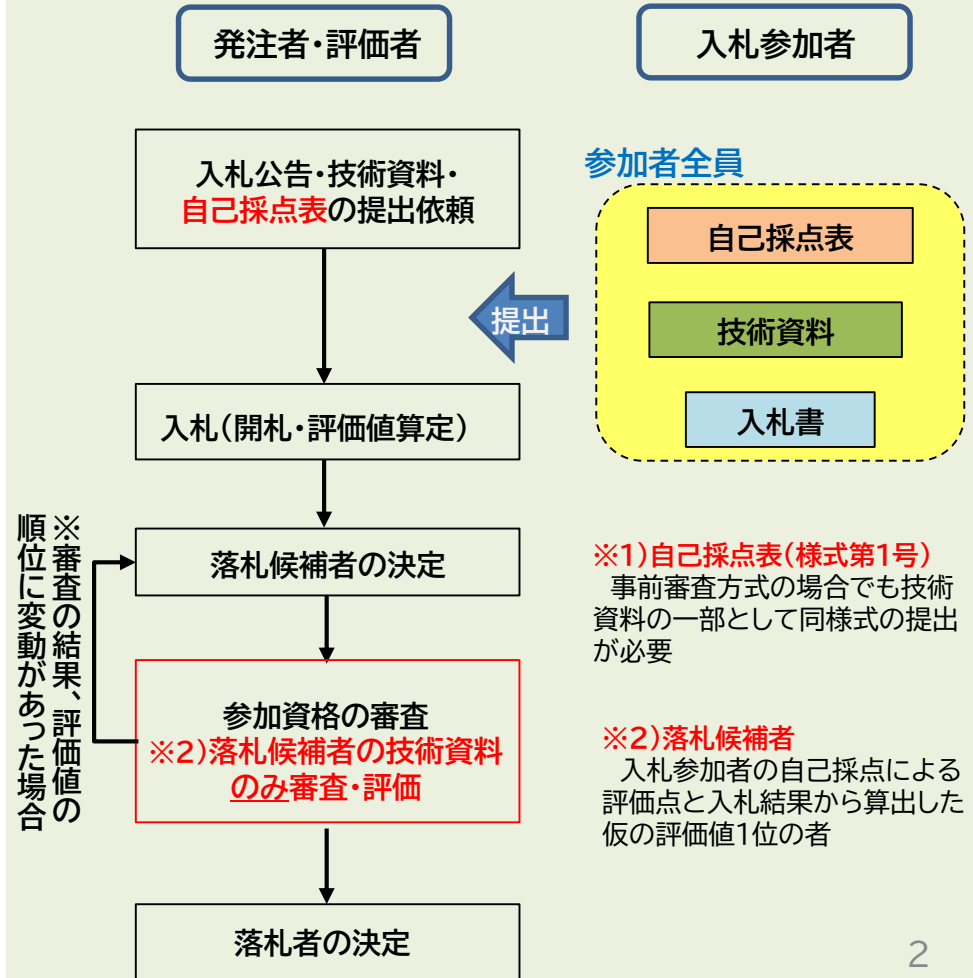 発注者・評価者
入札参加者
入札公告・技術資料・
自己採点表の提出依頼
参加者全員
自己採点表
技術資料
入札書
提出
入札(開札・評価値算定)
落札候補者の決定
※審査の結果、評価値の
順位に変動があった場合
参加資格の審査
※2)落札候補者の技術資料
のみ審査・評価
落札者の決定
※1)自己採点表(様式第1号)
事前審査方式の場合でも技術
資料の一部として同様式の提出
が必要
※2)落札候補者
入札参加者の自己採点による
評価点と入札結果から算出した
仮の評価値1位の者
2